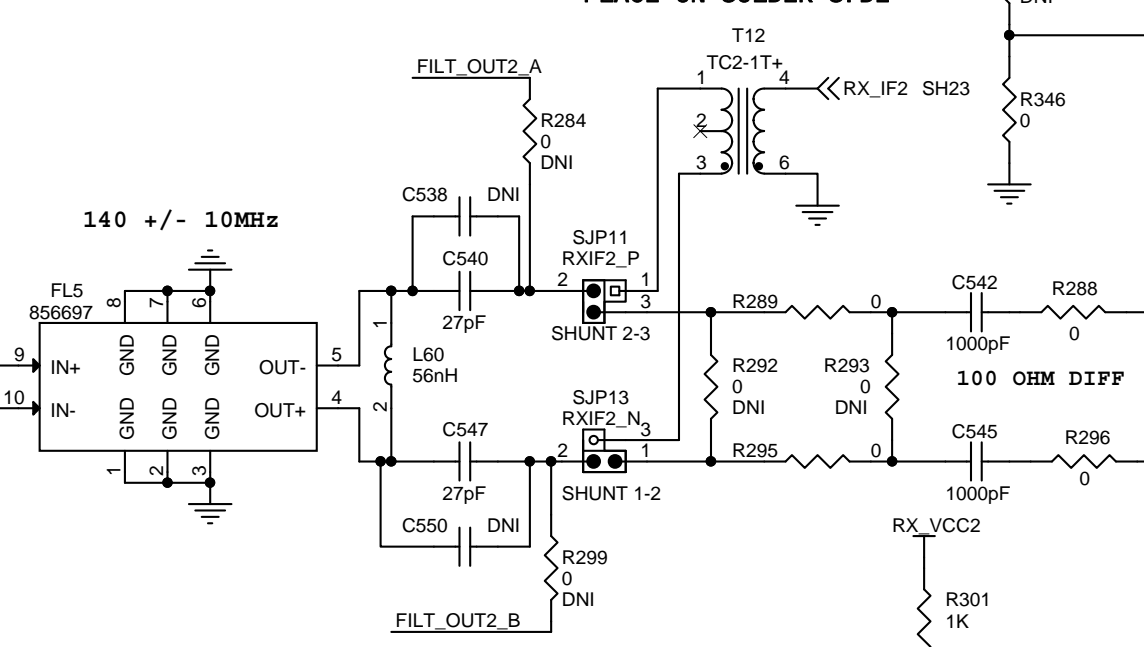 DNI
T12
TC2-1T+
FILT_OUT2_A
1
4
RX_IF2 SH23
R346
0
R284
0
DNI
2
3
6
C538 DNI
140 +/- 10MHz
SJP11
RXIF2_P
C540
27pF
2
1
3
SHUNT 2-3
FL5
856697
8
7
6
GND
GND
GND
9
IN+
10
IN-
OUT-
5
OUT+
4
GND
GND
GND
1
2
3
1
L60
56nH
2
R289
0
C542
1000pF
R288
0
R292
0
DNI
R293
0
DNI
100 OHM DIFF
SJP13
RXIF2_N
3
2
1
SHUNT 1-2
C547
27pF
R295
0
C545
1000pF
R296
0
C550 DNI
R299
0
DNI
FILT_OUT2_B
RX_VCC2
R301
1K